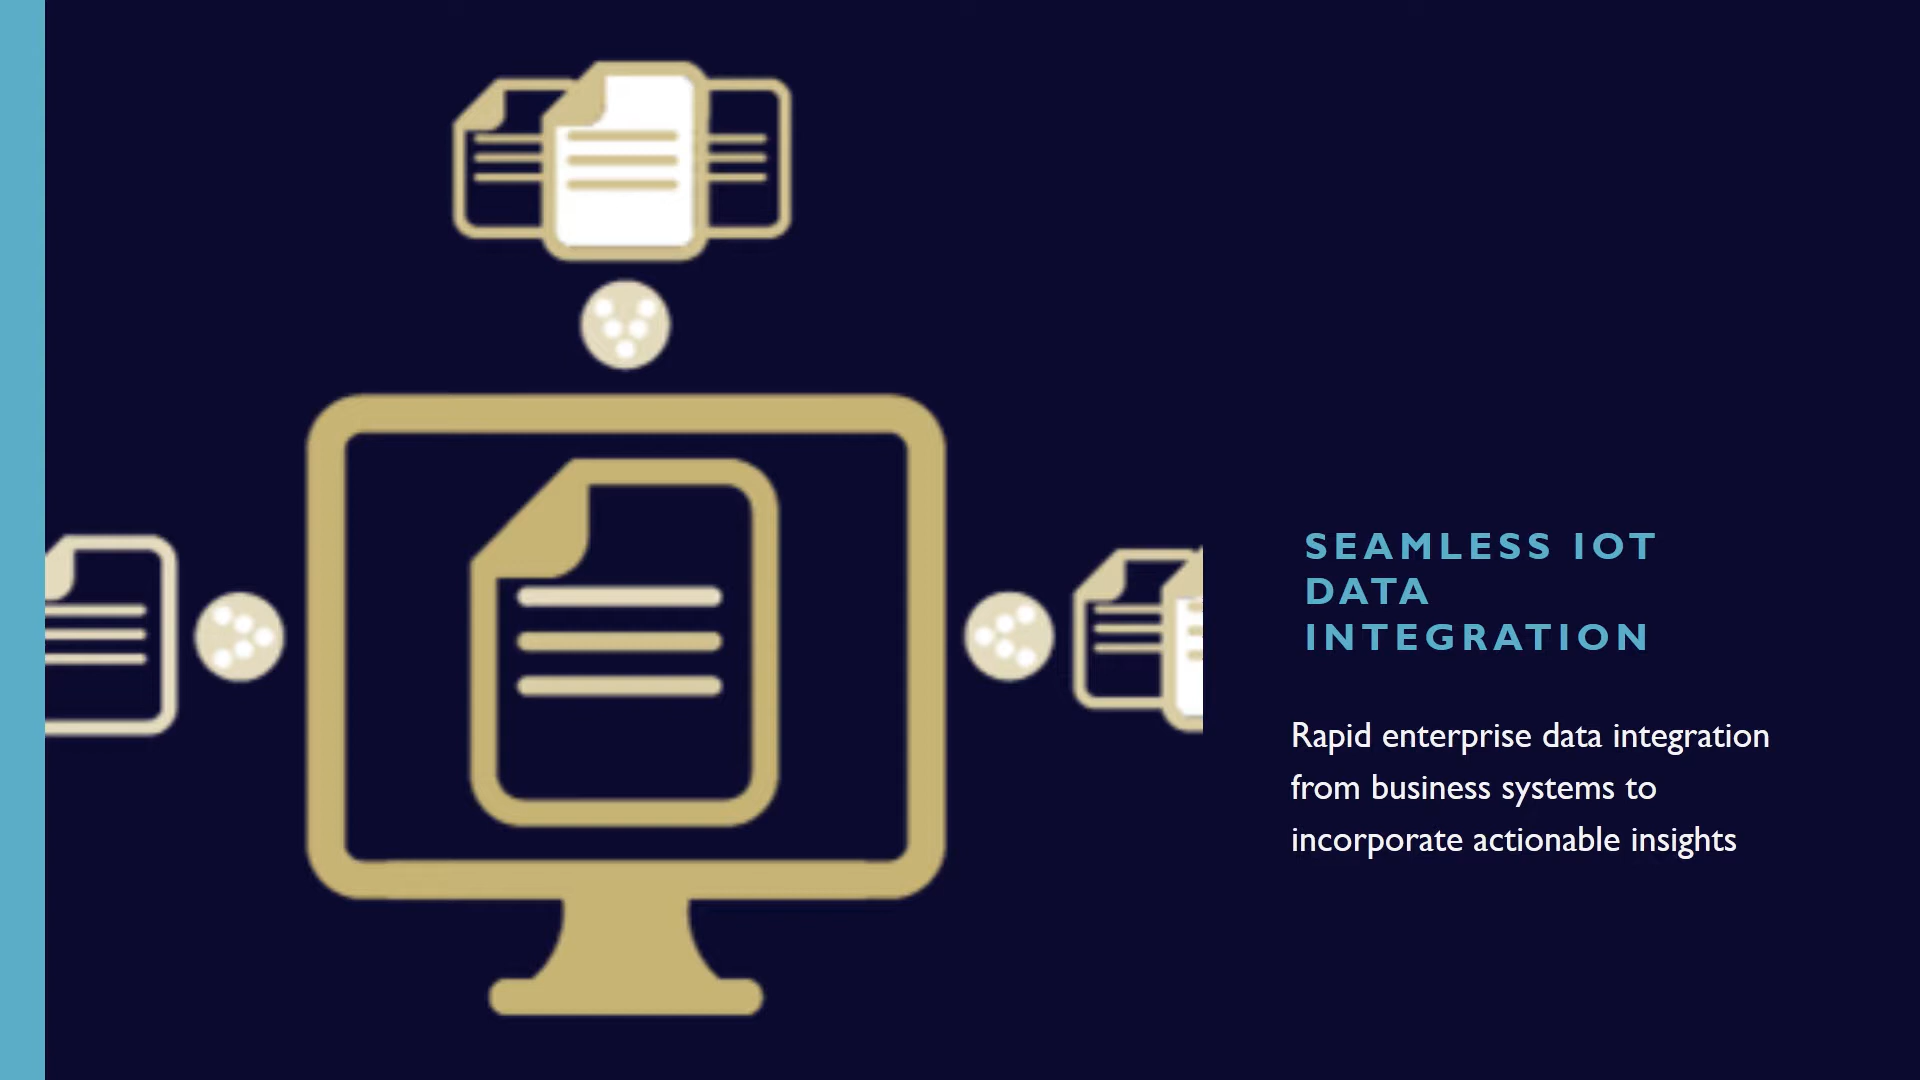 SEAMLESS IOT
DATA
INTEGRATION
Rapid enterprise data integration
from business systems to
incorporate actionable insights